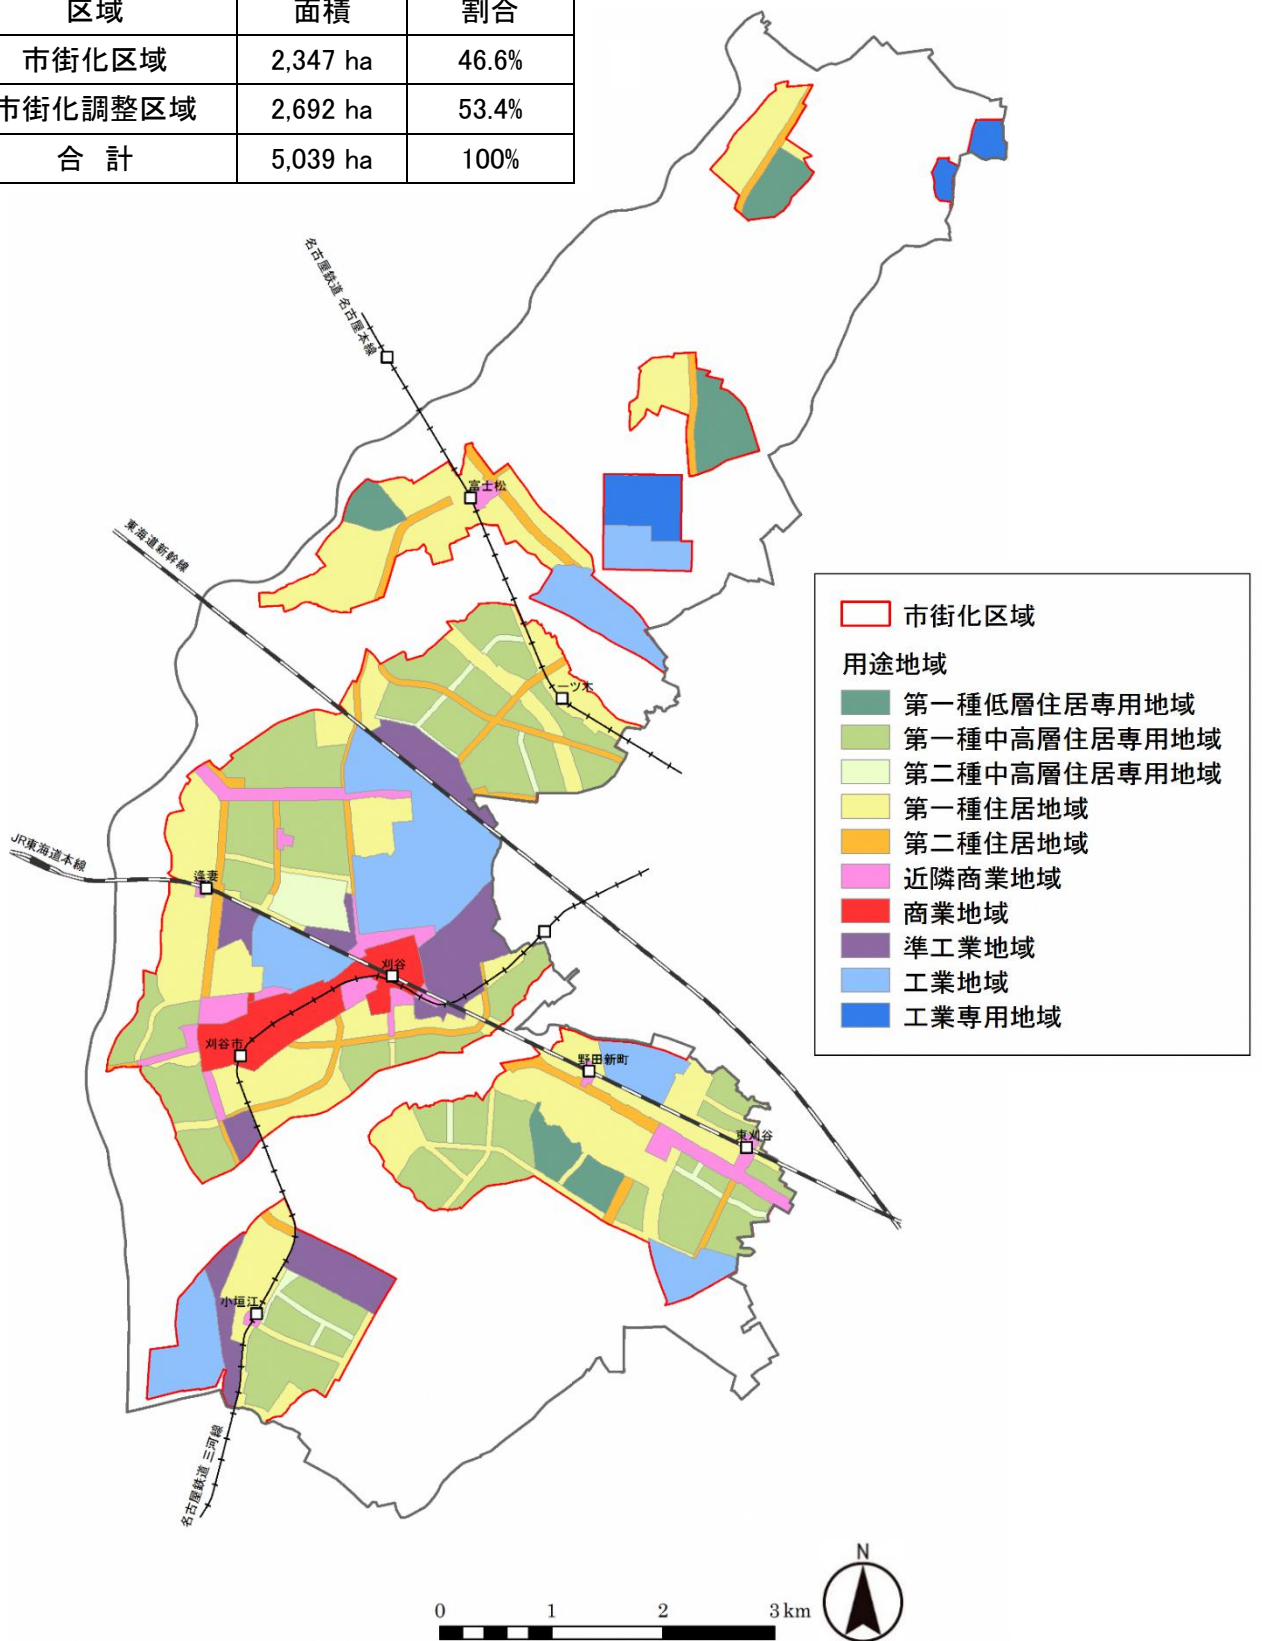 区域 面積 割合
市街化区域 2,347 ha 46.6%
市街化調整区域 2,692 ha 53.4%
合 計 5,039 ha 100%
名古屋鉄道 名古屋本線
富士松
東海道新幹線
一ツ木
JR東海道本線
逢妻
刈谷
刈谷市
野田新町
東刈谷
小垣江
名古屋鉄道 三河線
市街化区域
用途地域
第一種低層住居専用地域
第一種中高層住居専用地域
第二種中高層住居専用地域
第一種住居地域
第二種住居地域
近隣商業地域
商業地域
準工業地域
工業地域
工業専用地域
N
0 1 2 3 km